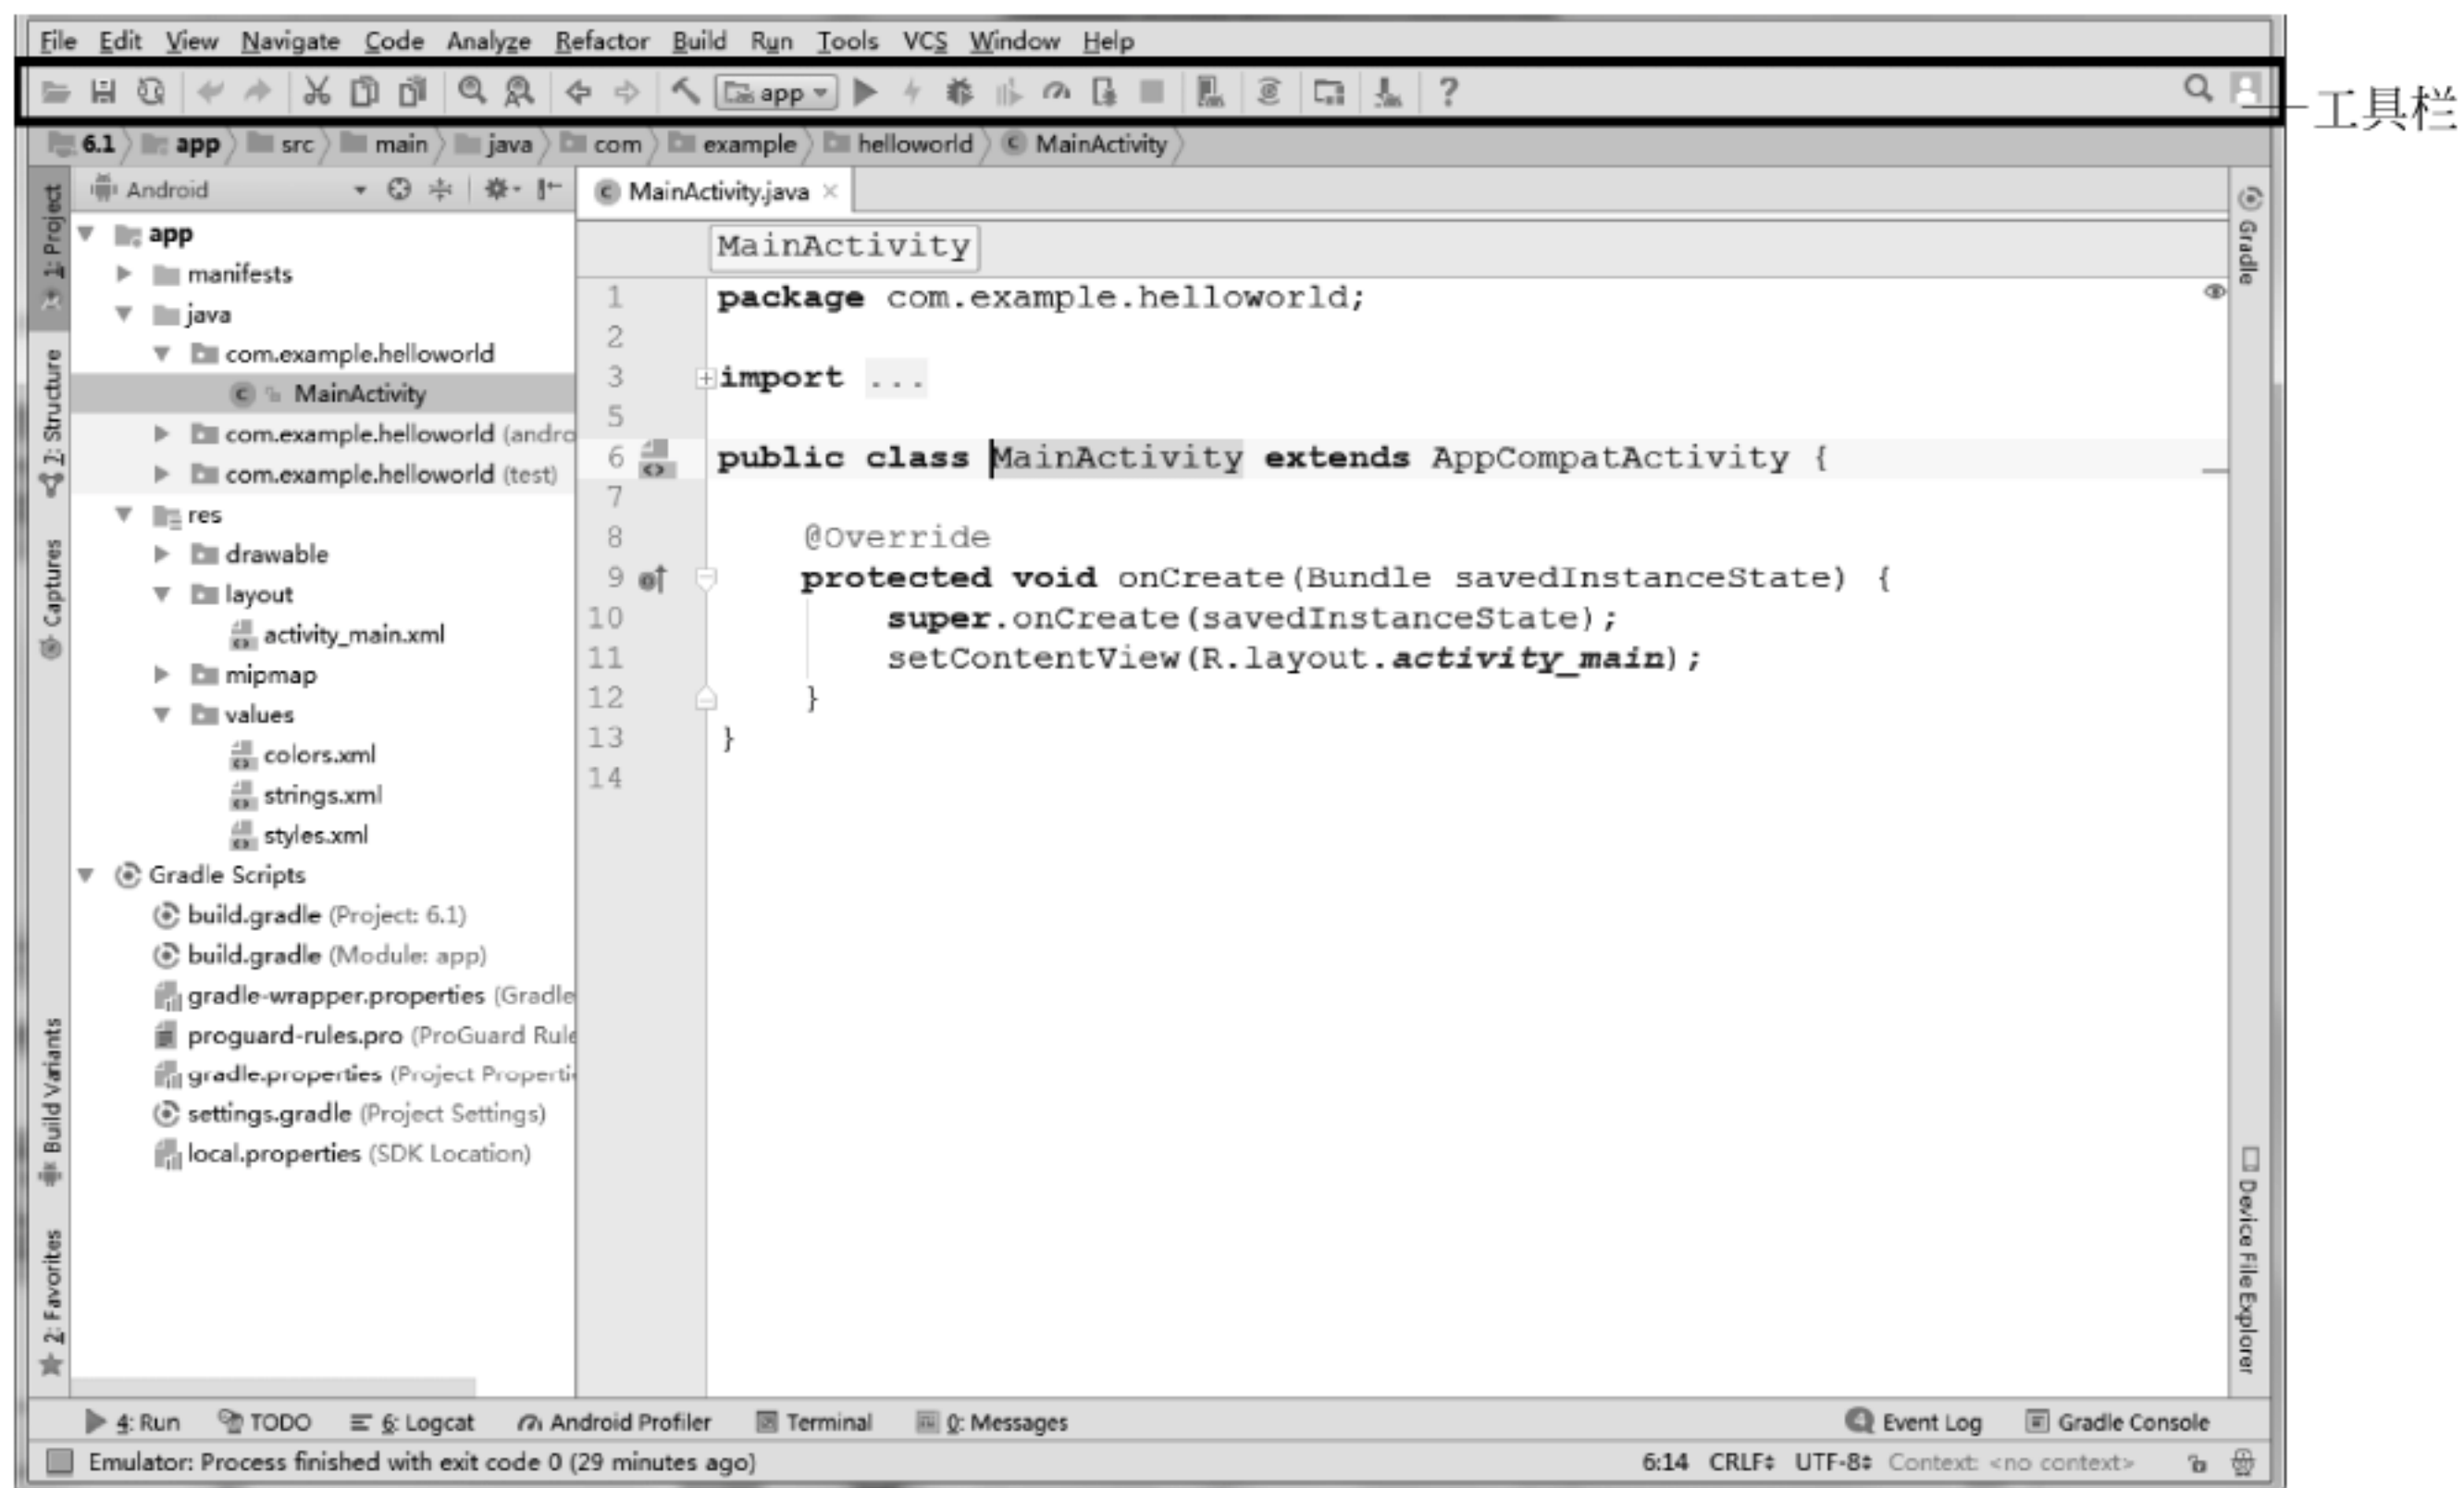 File Edit View Navigate Code Analyze Refactor Build Run Tools VCS Window Help
app
工具栏
6.1 app src main java com example helloworld MainActivity
Android
MainActivity.java
1: Project
7: Structure
Captures
Build Variants
2: Favorites
app
manifests
java
com.example.helloworld
MainActivity
com.example.helloworld (andro
com.example.helloworld (test)
res
drawable
layout
activity_main.xml
mipmap
values
colors.xml
strings.xml
styles.xml
Gradle Scripts
build.gradle (Project: 6.1)
build.gradle (Module: app)
gradle-wrapper.properties (Gradle
proguard-rules.pro (ProGuard Rule
gradle.properties (Project Properti
settings.gradle (Project Settings)
local.properties (SDK Location)
MainActivity
1 package com.example.helloworld;
2
3 import ...
5
6 public class MainActivity extends AppCompatActivity {
7
8 @Override
9 protected void onCreate(Bundle savedInstanceState) {
10 super.onCreate(savedInstanceState);
11 setContentView(R.layout.activity_main);
12 }
13 }
14
Gradle
Device File Explorer
4: Run TODO 6: Logcat Android Profiler Terminal 0: Messages 4 Event Log Gradle Console
Emulator: Process finished with exit code 0 (29 minutes ago) 6:14 CRLF UTF-8 Context: <no context>